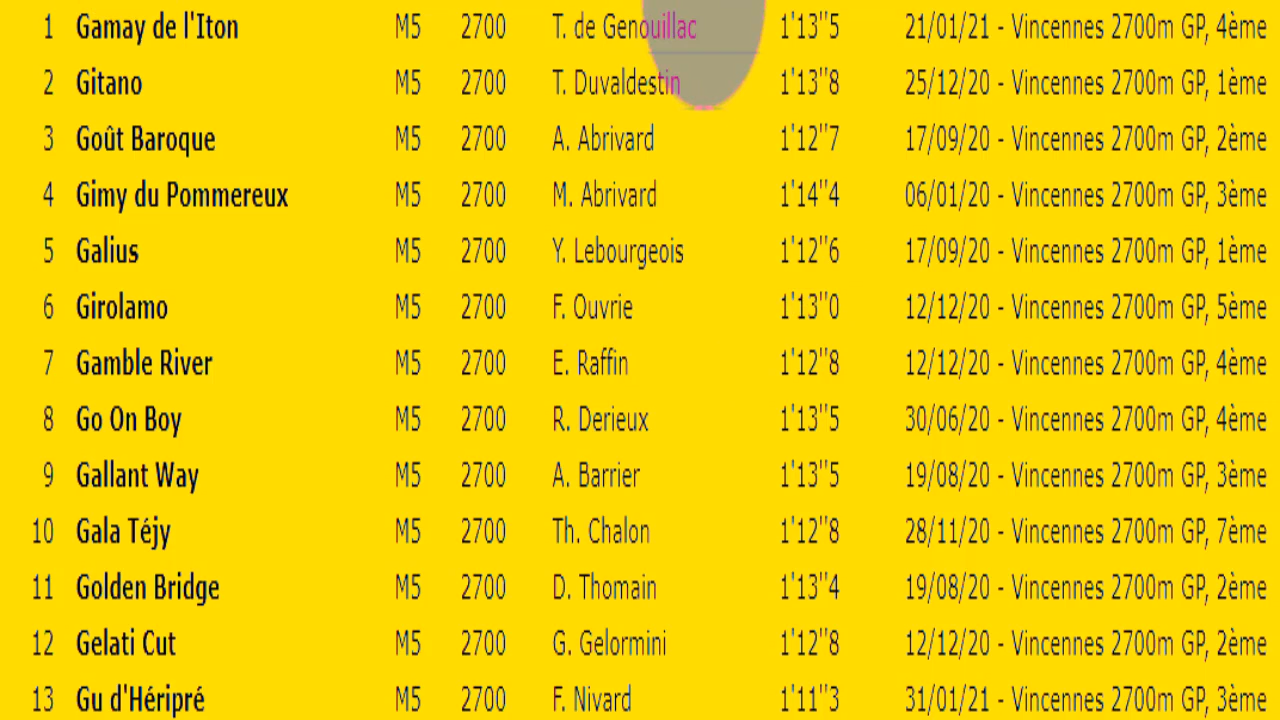 1 Gamay de l'Iton M5 2700 T. de Genouillac 1'13"5 21/01/21 - Vincennes 2700m GP, 4ème
2 Gitano M5 2700 T. Duvaldestin 1'13"8 25/12/20 - Vincennes 2700m GP, 1ème
3 Goût Baroque M5 2700 A. Abrivard 1'12"7 17/09/20 - Vincennes 2700m GP, 2ème
4 Gimy du Pommereux M5 2700 M. Abrivard 1'14"4 06/01/20 - Vincennes 2700m GP, 3ème
5 Galius M5 2700 Y. Lebourgeois 1'12"6 17/09/20 - Vincennes 2700m GP, 1ème
6 Girolamo M5 2700 F. Ouvrie 1'13"0 12/12/20 - Vincennes 2700m GP, 5ème
7 Gamble River M5 2700 E. Raffin 1'12"8 12/12/20 - Vincennes 2700m GP, 4ème
8 Go On Boy M5 2700 R. Derieux 1'13"5 30/06/20 - Vincennes 2700m GP, 4ème
9 Gallant Way M5 2700 A. Barrier 1'13"5 19/08/20 - Vincennes 2700m GP, 3ème
10 Gala Téjy M5 2700 Th. Chalon 1'12"8 28/11/20 - Vincennes 2700m GP, 7ème
11 Golden Bridge M5 2700 D. Thomain 1'13"4 19/08/20 - Vincennes 2700m GP, 2ème
12 Gelati Cut M5 2700 G. Gelormini 1'12"8 12/12/20 - Vincennes 2700m GP, 2ème
13 Gu d'Héripré M5 2700 F. Nivard 1'11"3 31/01/21 - Vincennes 2700m GP, 3ème